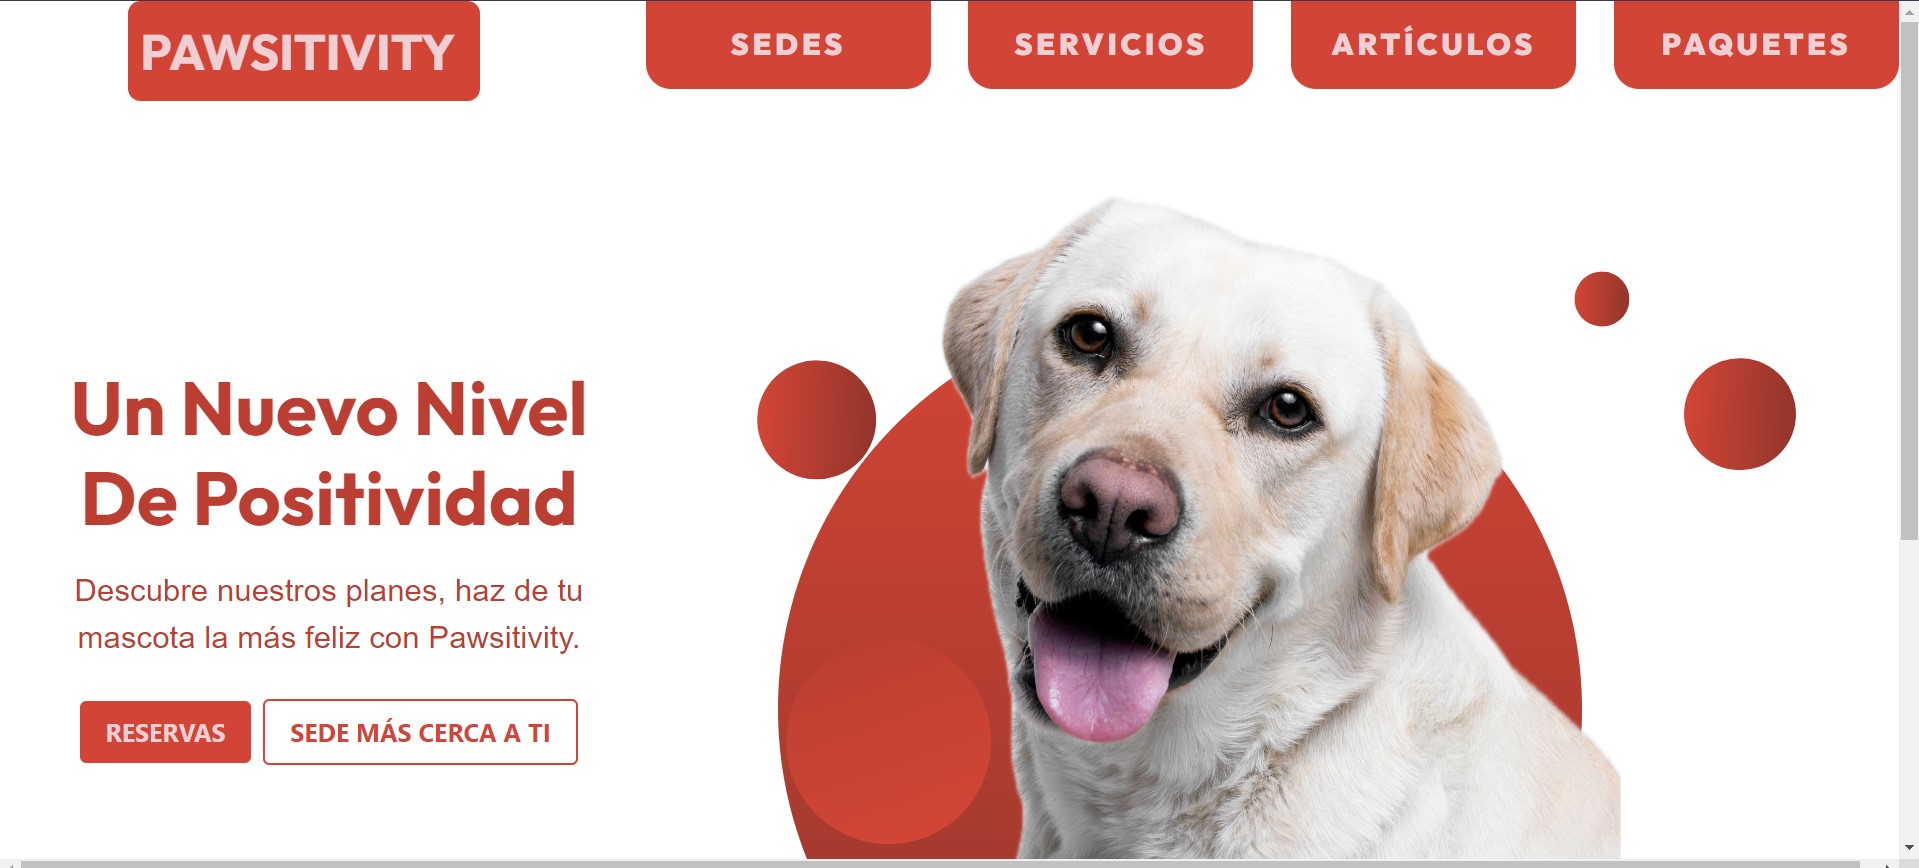 PAWSITIVITY
SEDES
SERVICIOS
ARTÍCULOS
PAQUETES
Un Nuevo Nivel
De Positividad
Descubre nuestros planes, haz de tu
mascota la más feliz con Pawsitivity.
RESERVAS
SEDE MÁS CERCA A TI